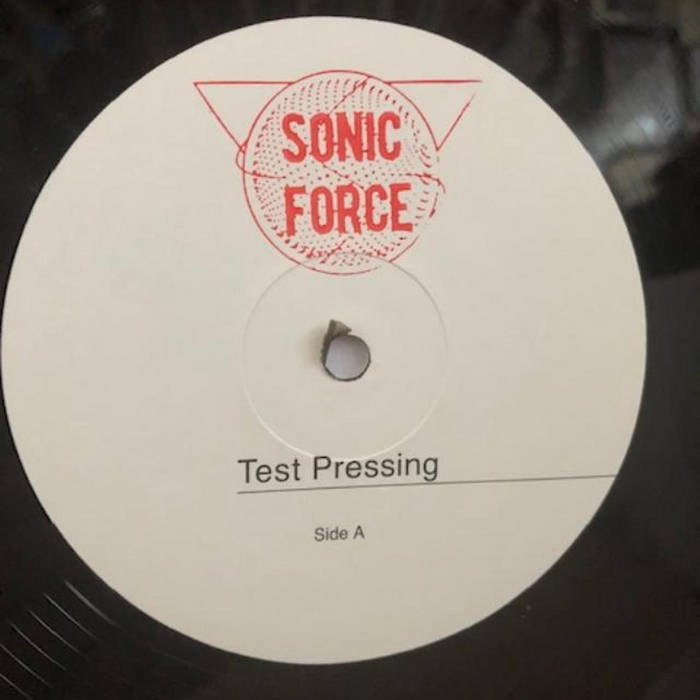 SONIC
FORCE
Test Pressing
Side A